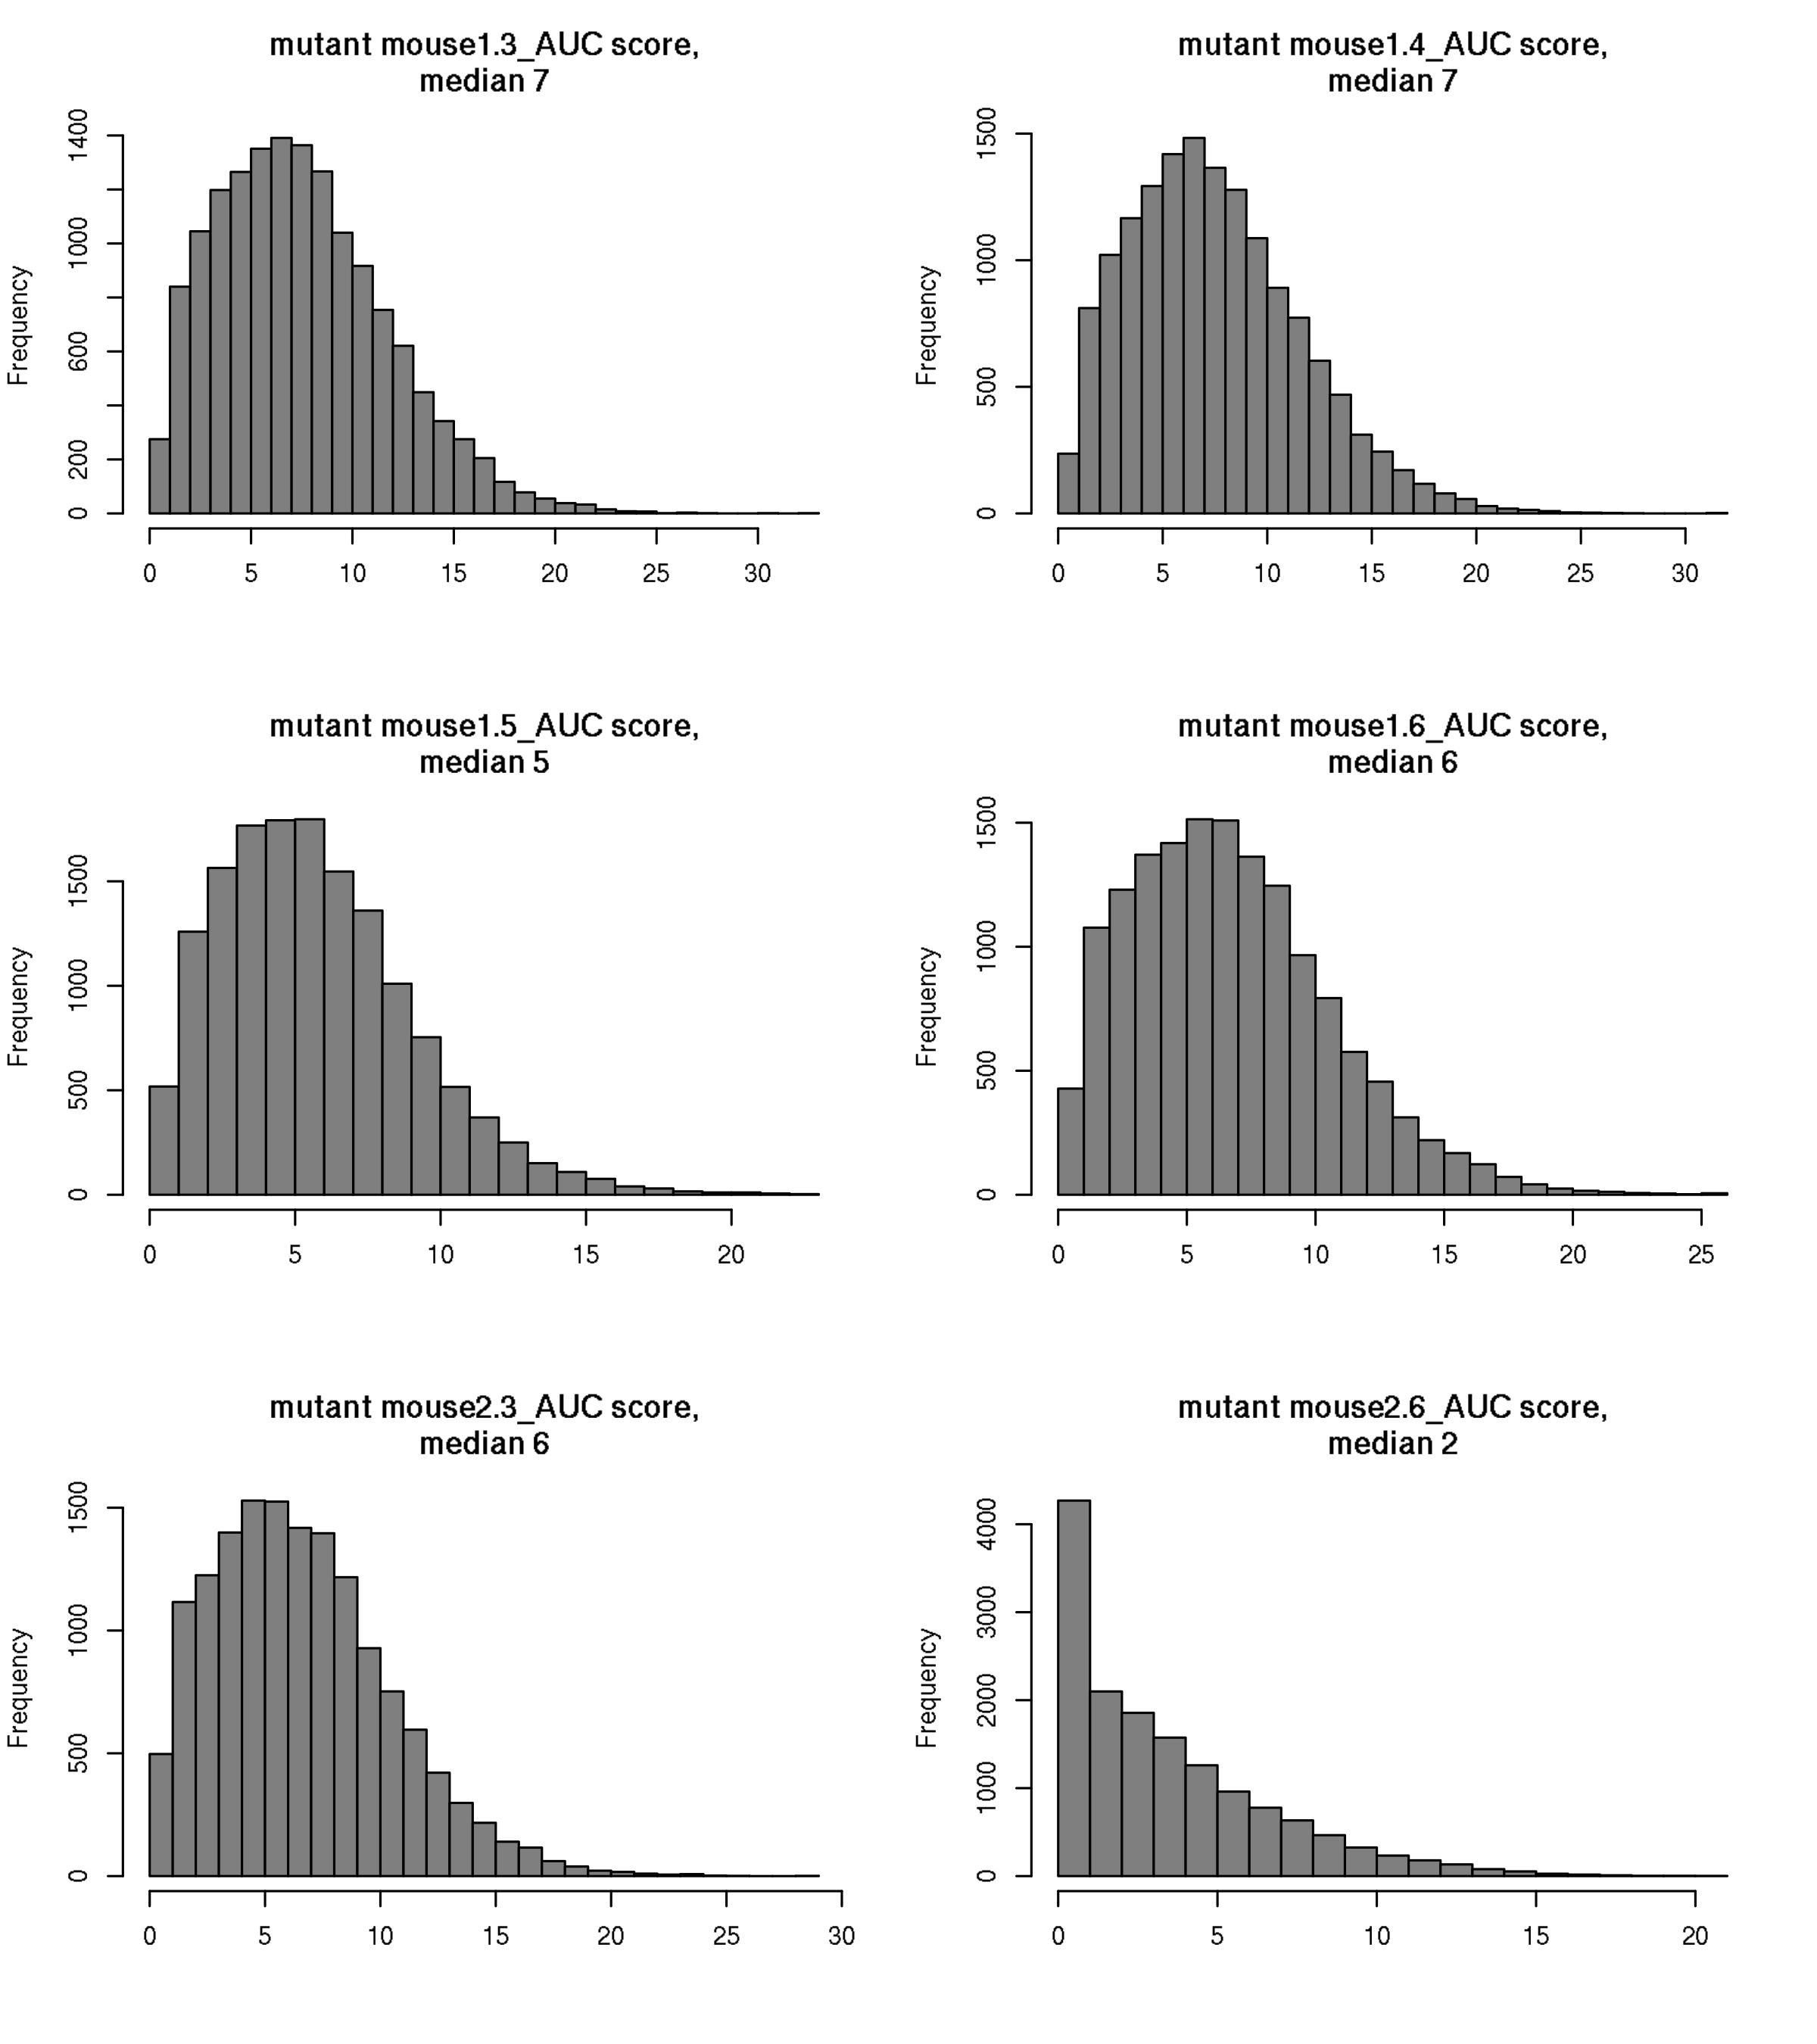 mutant mouse1.3_AUC score,
median 7
Frequency
0 200 600 1000 1400
0 5 10 15 20 25 30
mutant mouse1.4_AUC score,
median 7
Frequency
0 500 1000 1500
0 5 10 15 20 25 30
mutant mouse1.5_AUC score,
median 5
Frequency
0 500 1000 1500
0 5 10 15 20
mutant mouse1.6_AUC score,
median 6
Frequency
0 500 1000 1500
0 5 10 15 20 25
mutant mouse2.3_AUC score,
median 6
Frequency
0 500 1000 1500
0 5 10 15 20 25 30
mutant mouse2.6_AUC score,
median 2
Frequency
0 1000 2000 3000 4000
0 5 10 15 20